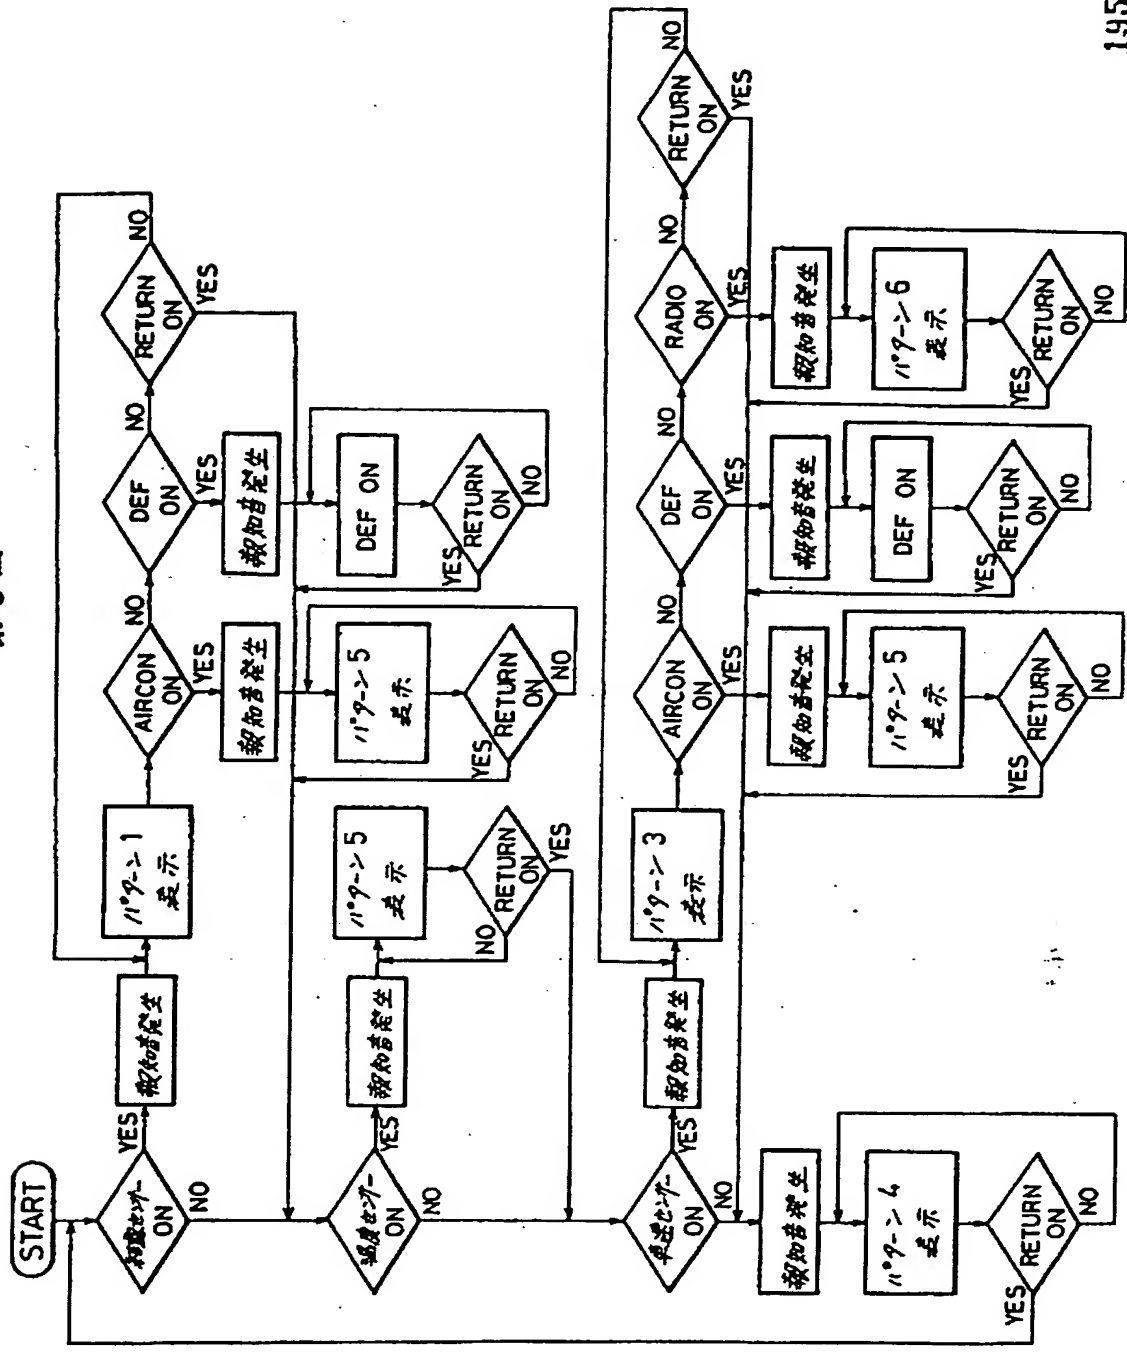 START
ON
YES
NO
報知音発生
パターン1
表示
AIRCON
ON
NO
YES
DEF
ON
NO
YES
RETURN
ON
NO
YES
報知音発生
パターン5
表示
RETURN
ON
YES
NO
報知音発生
DEF ON
RETURN
ON
YES
NO
温度センサー
ON
YES
NO
報知音発生
パターン5
表示
RETURN
ON
NO
YES
車速センサー
ON
YES
NO
報知音発生
パターン3
表示
AIRCON
ON
NO
YES
DEF
ON
NO
YES
RADIO
ON
NO
YES
RETURN
ON
NO
YES
報知音発生
パターン4
表示
RETURN
ON
YES
NO
報知音発生
パターン5
表示
RETURN
ON
YES
NO
報知音発生
DEF ON
RETURN
ON
YES
NO
報知音発生
パターン6
表示
RETURN
ON
YES
NO
195